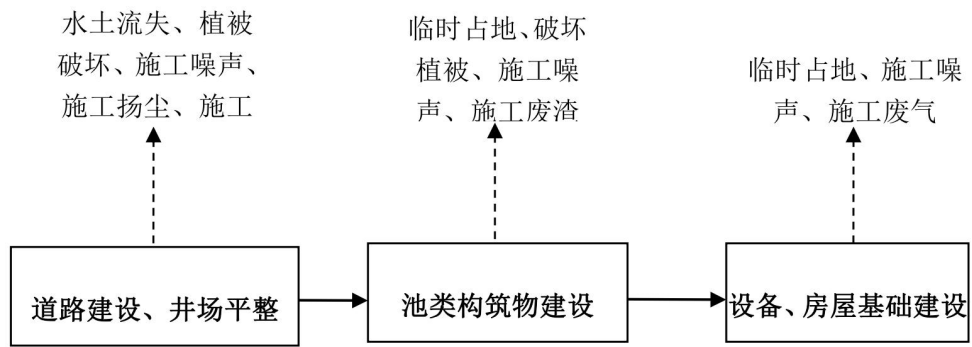 水土流失、植被
破坏、施工噪声、
施工扬尘、施工
临时占地、破坏
植被、施工噪
声、施工废渣
临时占地、施工噪
声、施工废气
道路建设、井场平整
池类构筑物建设
设备、房屋基础建设